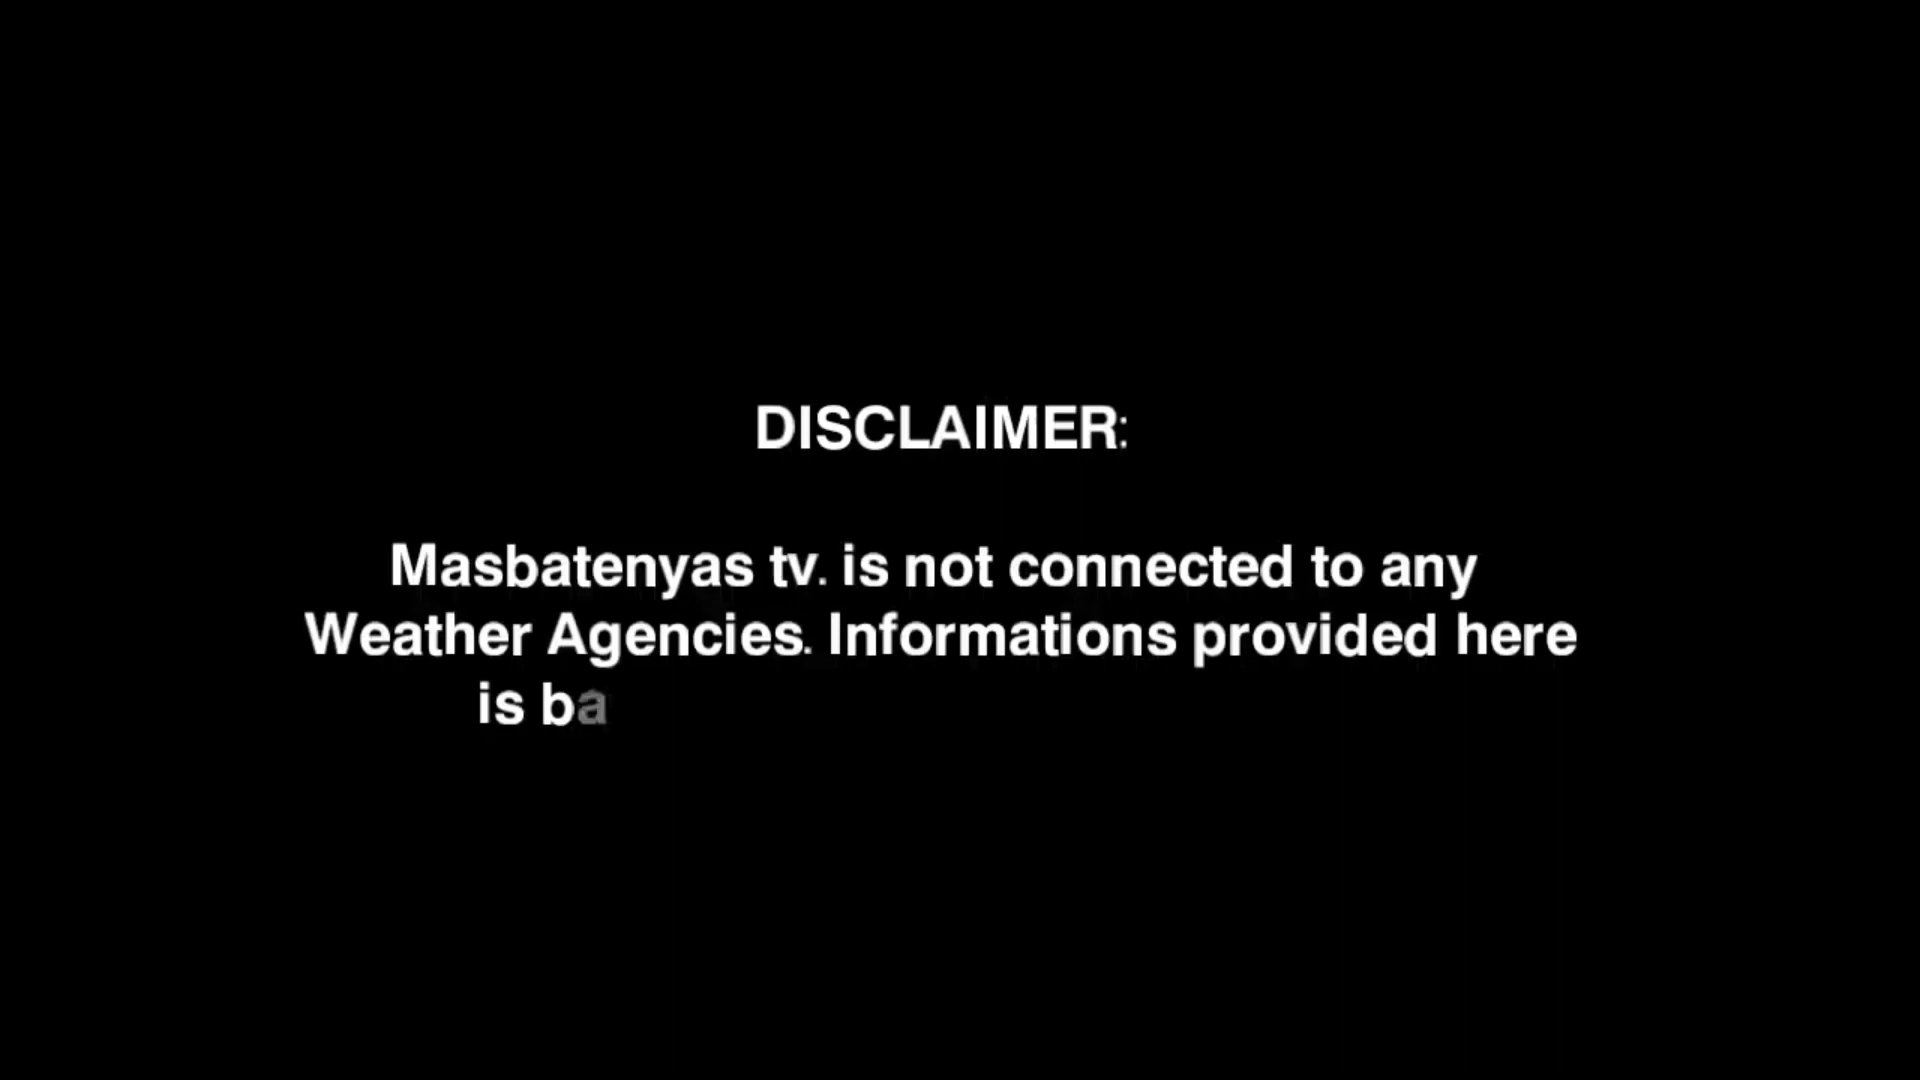 DISCLAIMER:
Masbatenyas tv. is not connected to any
Weather Agencies. Informations provided here
is ba